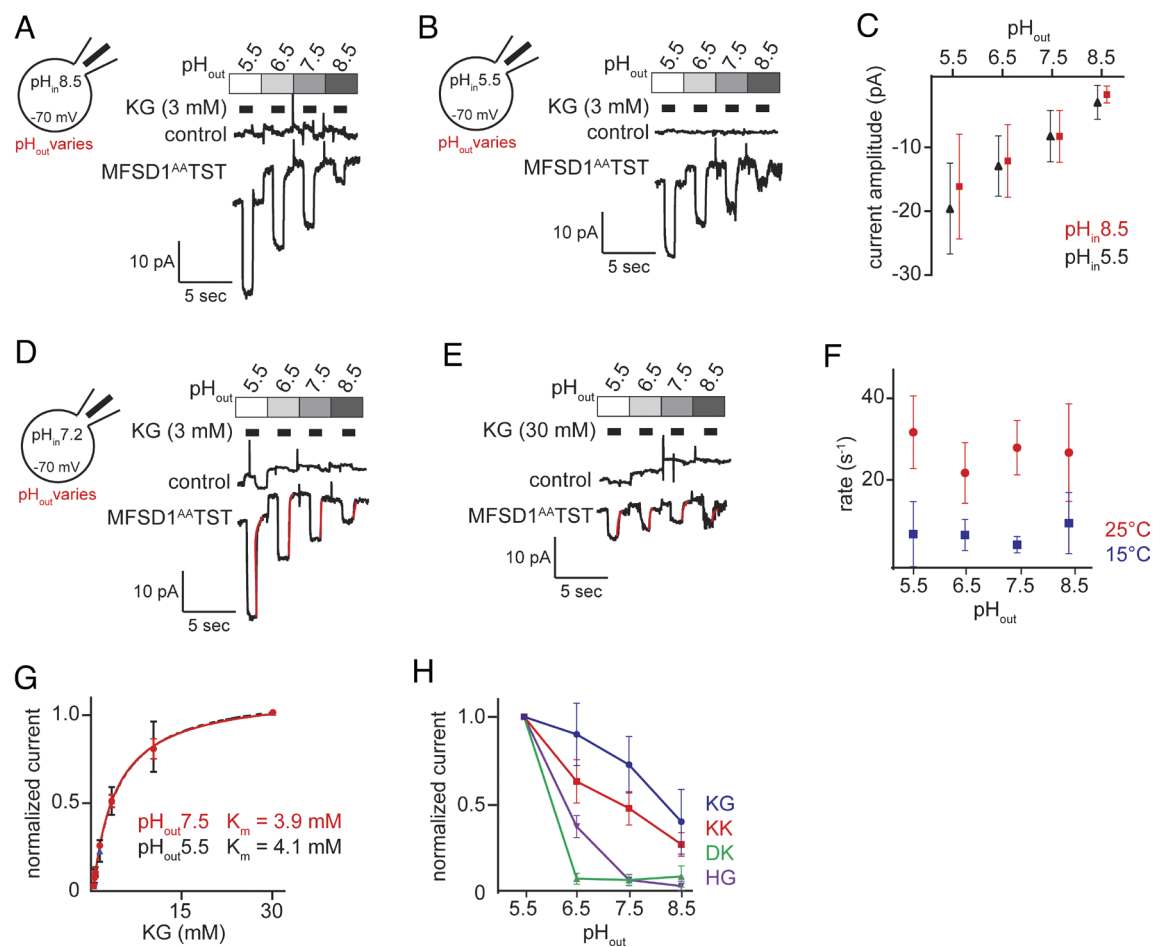 A
pHout
5.5 6.5 7.5 8.5
pHin8.5
-70 mV
pHoutvaries
KG (3 mM)
control
MFSD1AATST
10 pA
5 sec
B
pHout
5.5 6.5 7.5 8.5
pHin5.5
-70 mV
pHoutvaries
KG (3 mM)
control
MFSD1AATST
10 pA
5 sec
C
pHout
5.5 6.5 7.5 8.5
current amplitude (pA)
-10
-20
-30
pHin8.5
pHin5.5
D
pHout
5.5 6.5 7.5 8.5
pHin7.2
-70 mV
pHoutvaries
KG (3 mM)
control
MFSD1AATST
10 pA
5 sec
E
pHout
5.5 6.5 7.5 8.5
KG (30 mM)
control
MFSD1AATST
10 pA
5 sec
F
rate (s-1)
40
20
25°C
15°C
5.5 6.5 7.5 8.5
pHout
G
normalized current
1.0
0.5
0
pHout7.5 Km = 3.9 mM
pHout5.5 Km = 4.1 mM
15 30
KG (mM)
H
normalized current
1.0
0.5
0
KG
KK
DK
HG
5.5 6.5 7.5 8.5
pHout